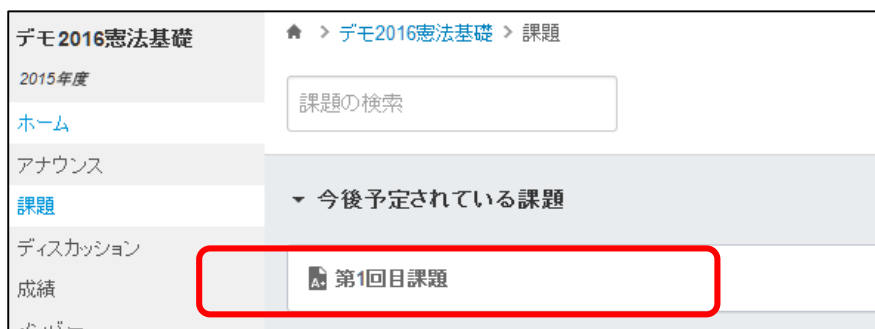 デモ2016憲法基礎
2015年度
ホーム
アナウンス
課題
ディスカッション
成績
> デモ2016憲法基礎 > 課題
課題の検索
今後予定されている課題
A+ 第1回目課題